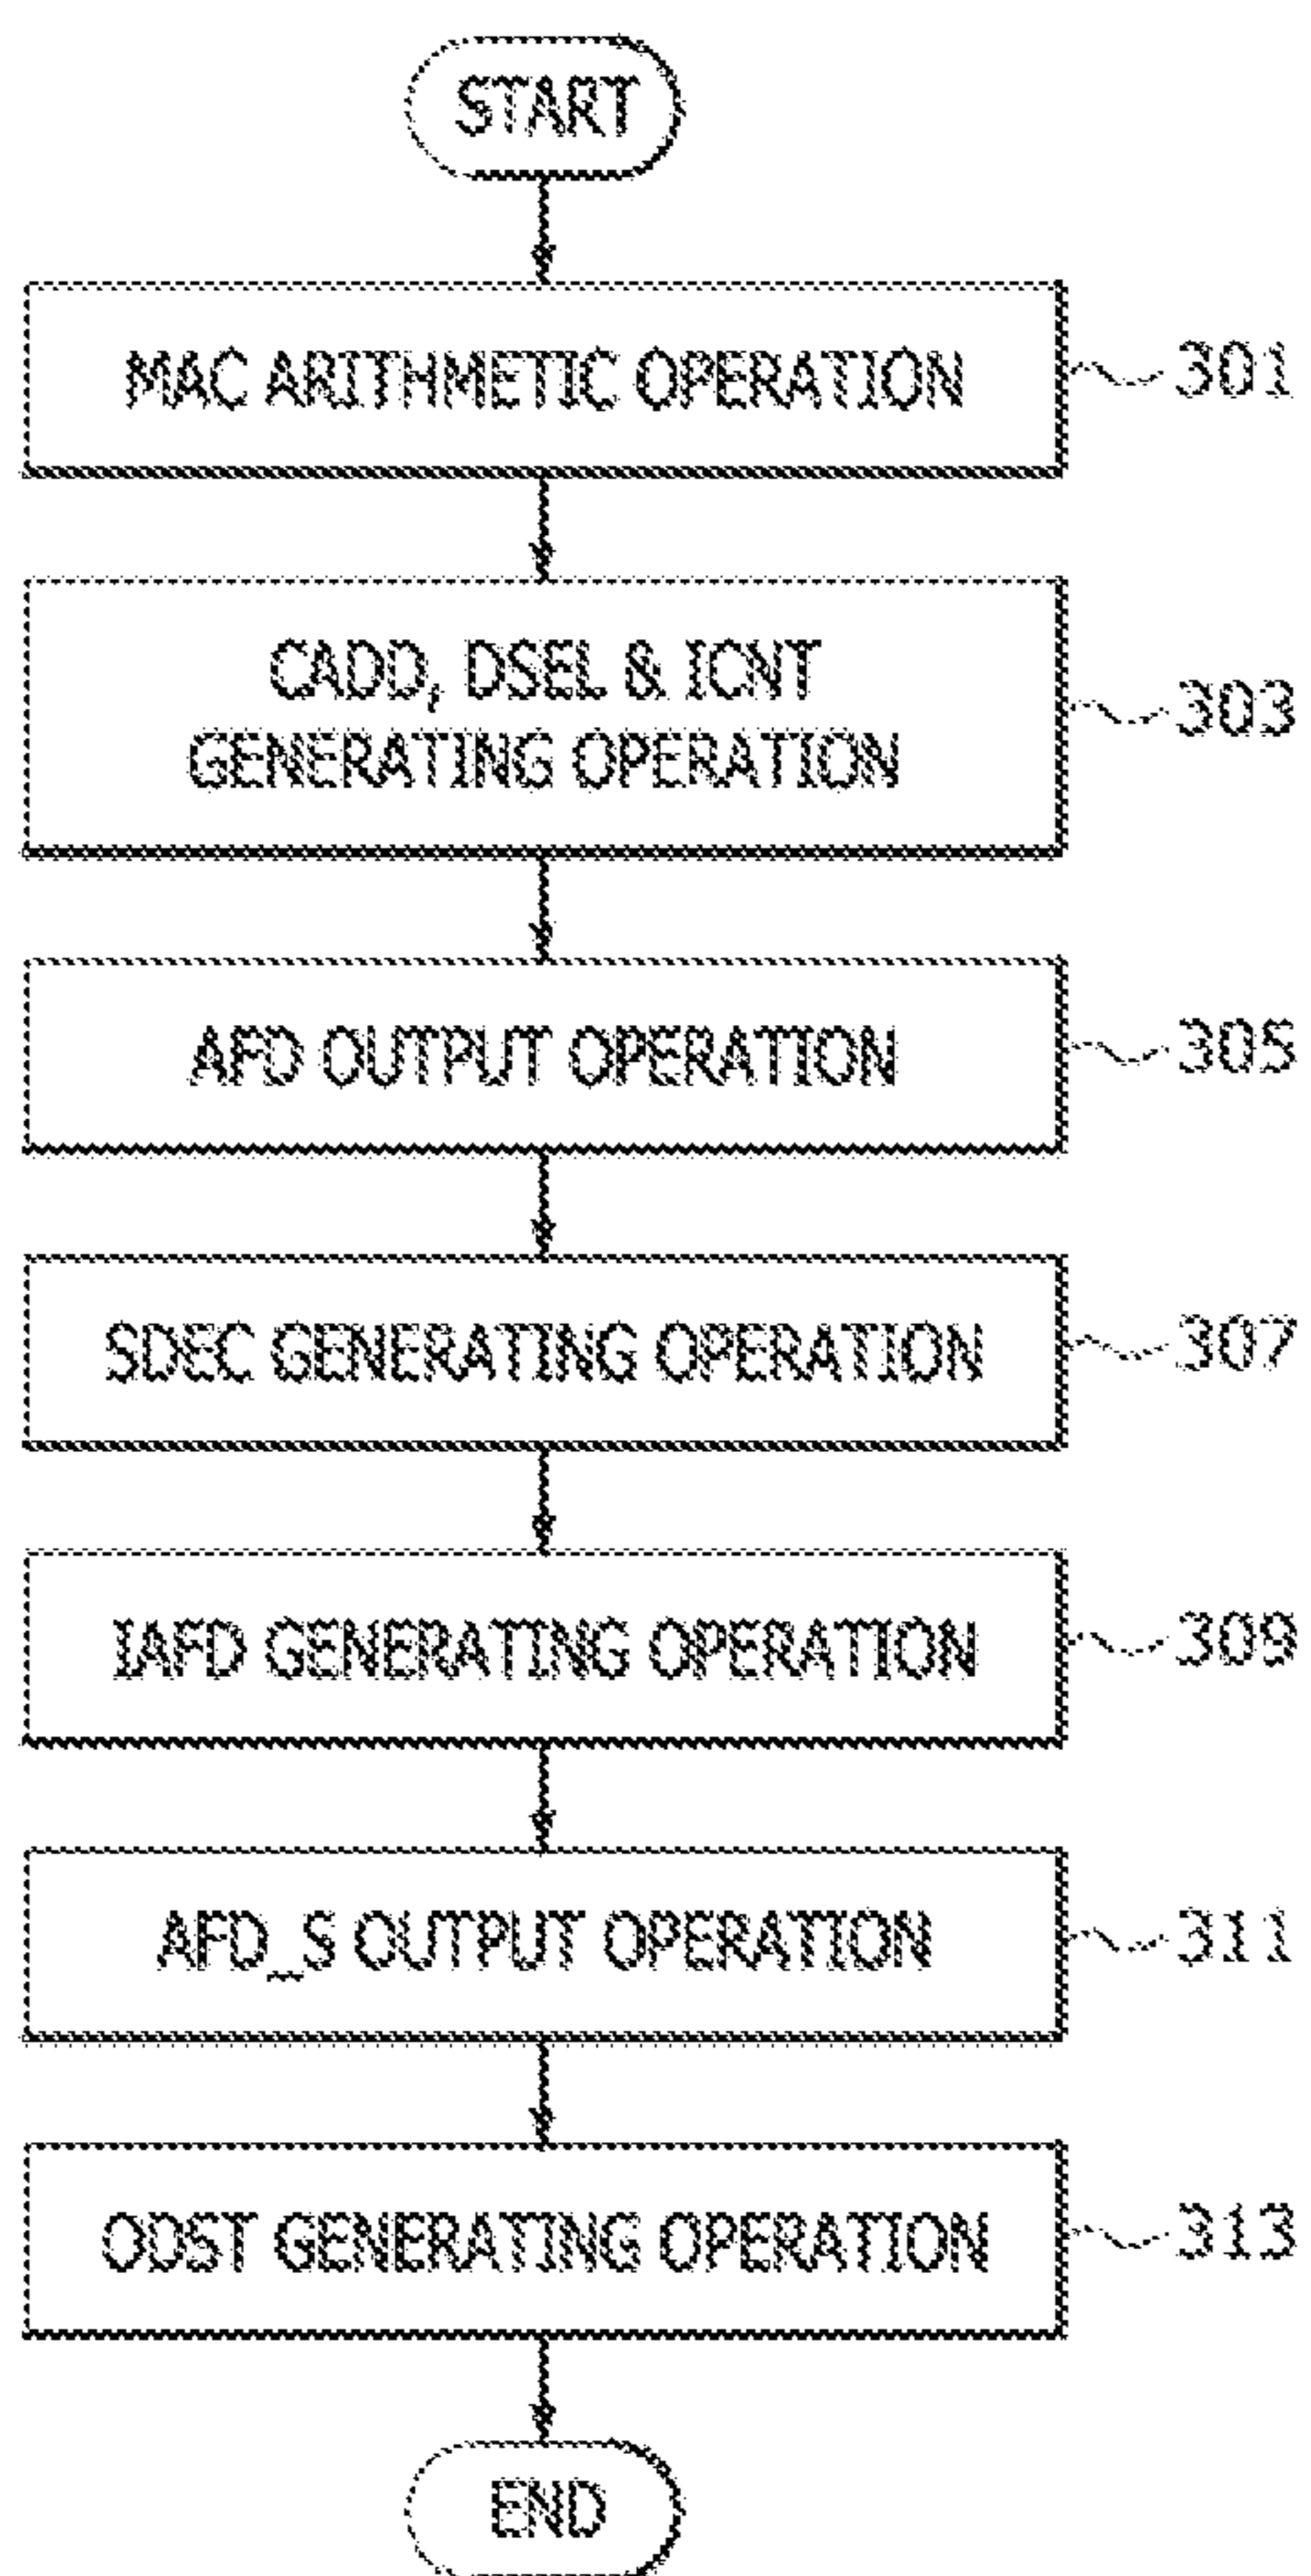 START
MAC ARITHMETIC OPERATION
301
CADD, DSEL & ICNT
GENERATING OPERATION
303
AFD OUTPUT OPERATION
305
SDEC GENERATING OPERATION
307
IAFD GENERATING OPERATION
309
AFD_S OUTPUT OPERATION
311
ODST GENERATING OPERATION
313
END